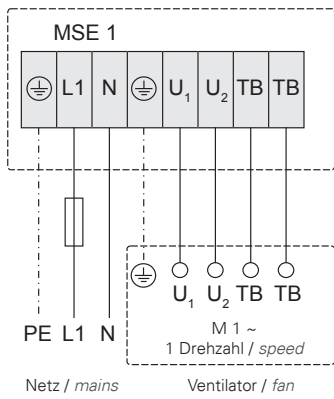 MSE 1
L1 N U1 U2 TB TB
U1 U2 TB TB
PE L1 N
M 1 ~
1 Drehzahl / speed
Netz / mains Ventilator / fan